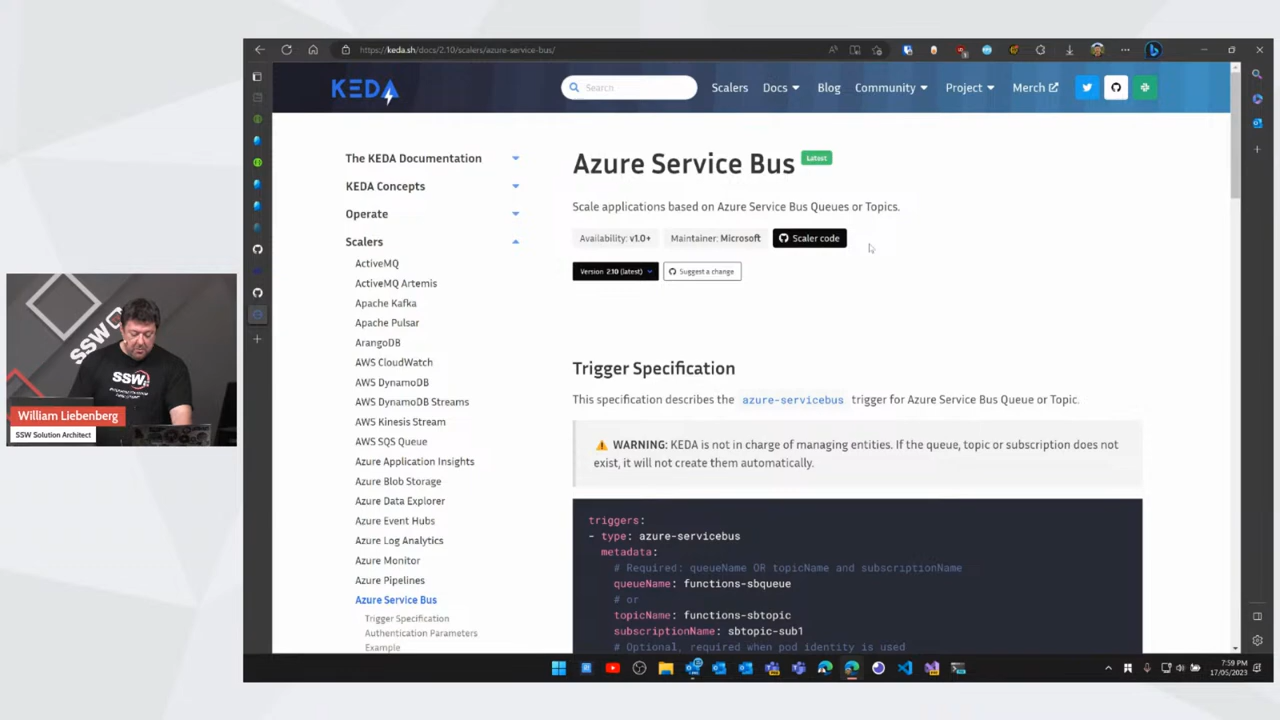 https://keda.sh/docs/2.10/scalers/azure-service-bus/
KEDA
Search
Scalers
Docs
Blog
Community
Project
Merch
The KEDA Documentation
KEDA Concepts
Operate
Scalers
ActiveMQ
ActiveMQ Artemis
Apache Kafka
Apache Pulsar
ArangoDB
AWS CloudWatch
AWS DynamoDB
AWS DynamoDB Streams
AWS Kinesis Stream
AWS SQS Queue
Azure Application Insights
Azure Blob Storage
Azure Data Explorer
Azure Event Hubs
Azure Log Analytics
Azure Monitor
Azure Pipelines
Azure Service Bus
Trigger Specification
Authentication Parameters
Example
Azure Service Bus Latest
Scale applications based on Azure Service Bus Queues or Topics.
Availability: v1.0+ Maintainer: Microsoft Scaler code
Version 2.10 (latest) Suggest a change
Trigger Specification
This specification describes the azure-servicebus trigger for Azure Service Bus Queue or Topic.
WARNING: KEDA is not in charge of managing entities. If the queue, topic or subscription does not
exist, it will not create them automatically.
triggers:
- type: azure-servicebus
metadata:
# Required: queueName OR topicName and subscriptionName
queueName: functions-sbqueue
# or
topicName: functions-sbtopic
subscriptionName: sbtopic-sub1
# Optional, required when pod identity is used
SSW
SSW
William Liebenberg
SSW Solution Architect
7:59 PM
17/05/2023